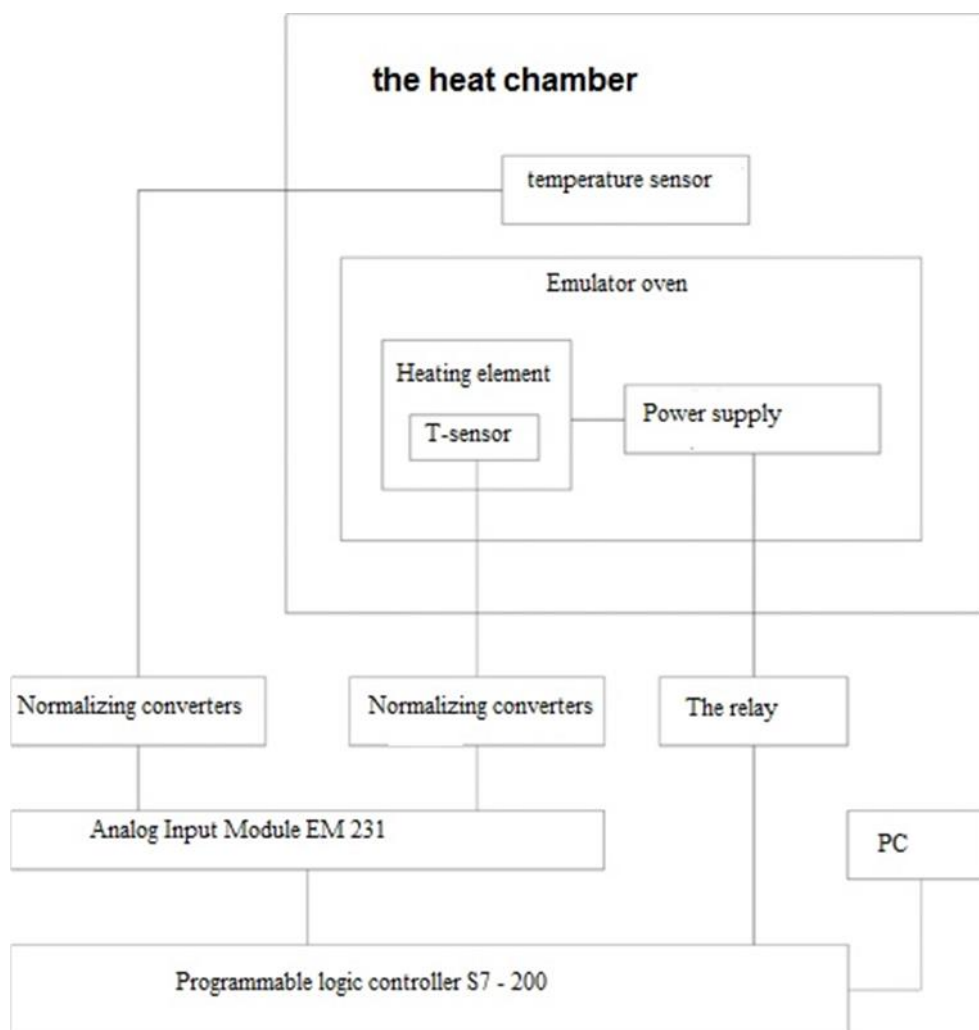 the heat chamber
temperature sensor
Emulator oven
Heating element
T-sensor
Power supply
Normalizing converters
Normalizing converters
The relay
Analog Input Module EM 231
PC
Programmable logic controller S7 - 200